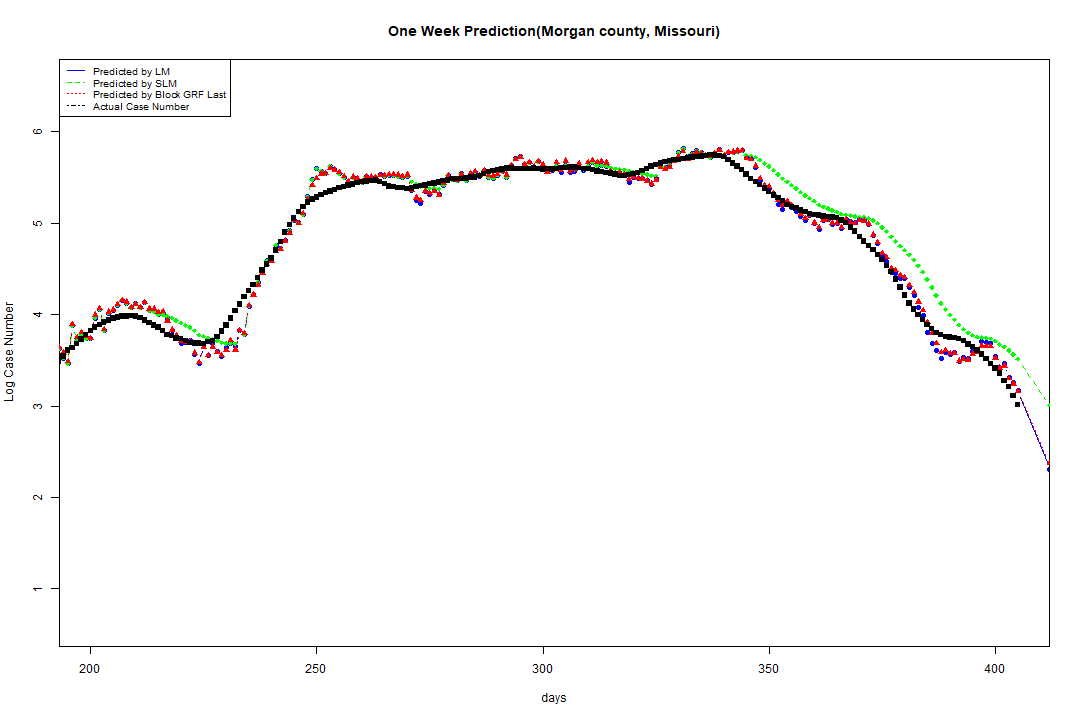 One Week Prediction(Morgan county, Missouri)
Predicted by LM
Predicted by SLM
Predicted by Block GRF Last
Actual Case Number
6
5
4
3
2
1
Log Case Number
200 250 300 350 400
days